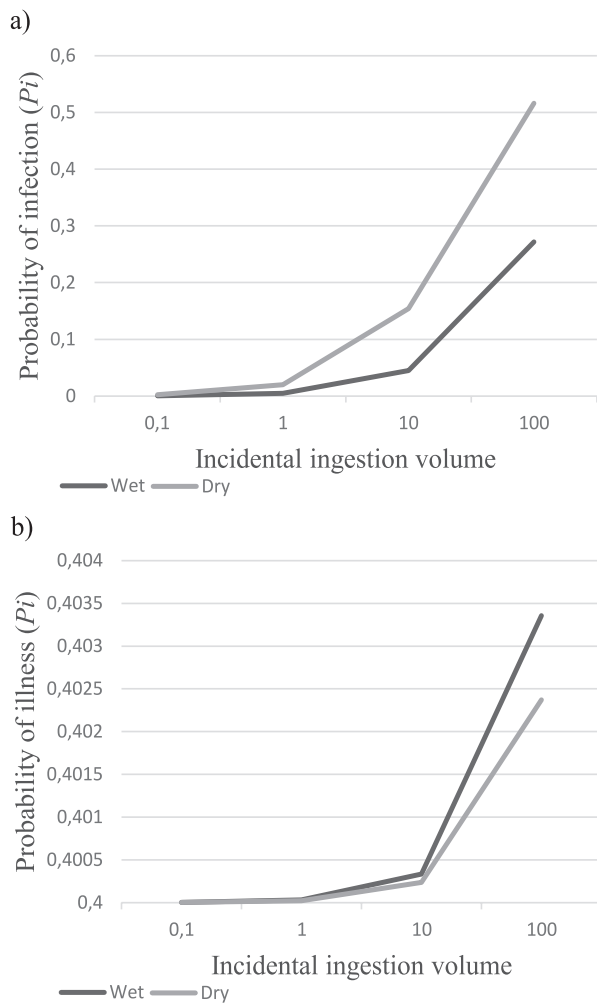 a)
0,6
0,5
0,4
0,3
0,2
0,1
0
Probability of infection (Pi)
0,1 1 10 100
Incidental ingestion volume
Wet Dry
b)
0,404
0,4035
0,403
0,4025
0,402
0,4015
0,401
0,4005
0,4
Probability of illness (Pi)
0,1 1 10 100
Incidental ingestion volume
Wet Dry